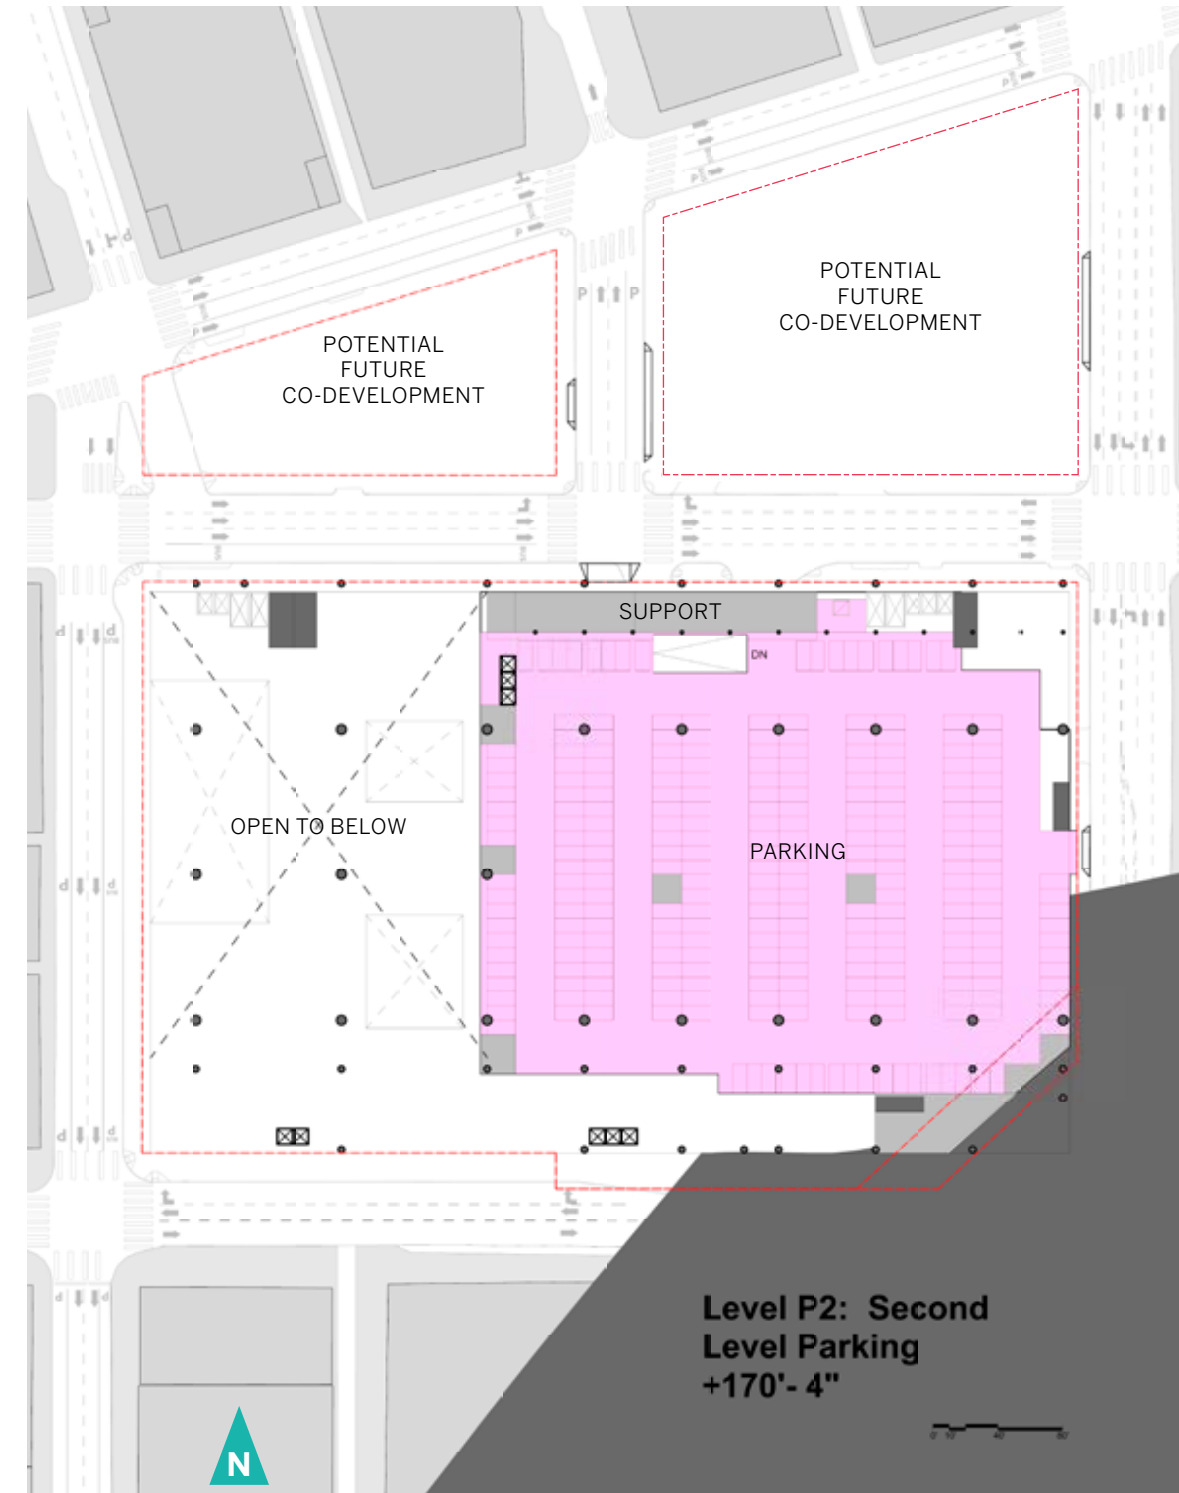 POTENTIAL
FUTURE
CO-DEVELOPMENT
POTENTIAL
FUTURE
CO-DEVELOPMENT
P
P
P
P
P
SUPPORT
DN
OPEN TO BELOW
PARKING
Level P2: Second
Level Parking
+170'- 4"
N